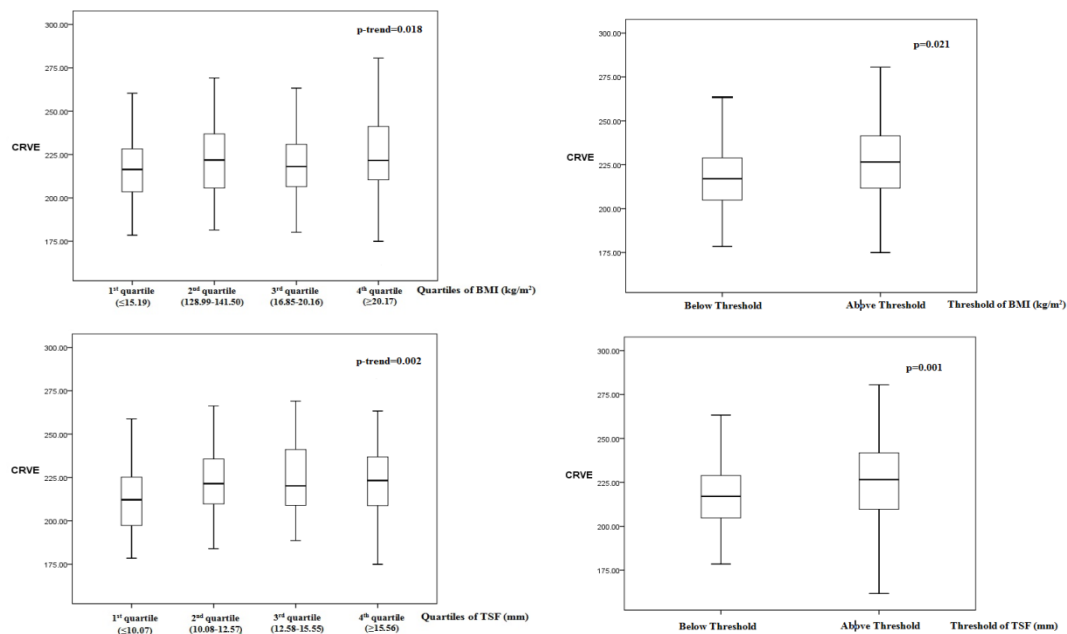 300.00
p-trend=0.018
275.00
250.00
CRVE
225.00
200.00
175.00
1st quartile 2nd quartile 3rd quartile 4th quartile Quartiles of BMI (kg/m²)
(≤15.19) (128.99-141.50) (16.85-20.16) (≥20.17)
300.00
p=0.021
275.00
250.00
CRVE
225.00
200.00
175.00
Below Threshold Above Threshold Threshold of BMI (kg/m²)
300.00
p-trend=0.002
275.00
250.00
CRVE
225.00
200.00
175.00
1st quartile 2nd quartile 3rd quartile 4th quartile Quartiles of TSF (mm)
(≤10.07) (10.08-12.57) (12.58-15.55) (≥15.56)
300.00
p=0.001
275.00
250.00
CRVE
225.00
200.00
175.00
Below Threshold Above Threshold Threshold of TSF (mm)